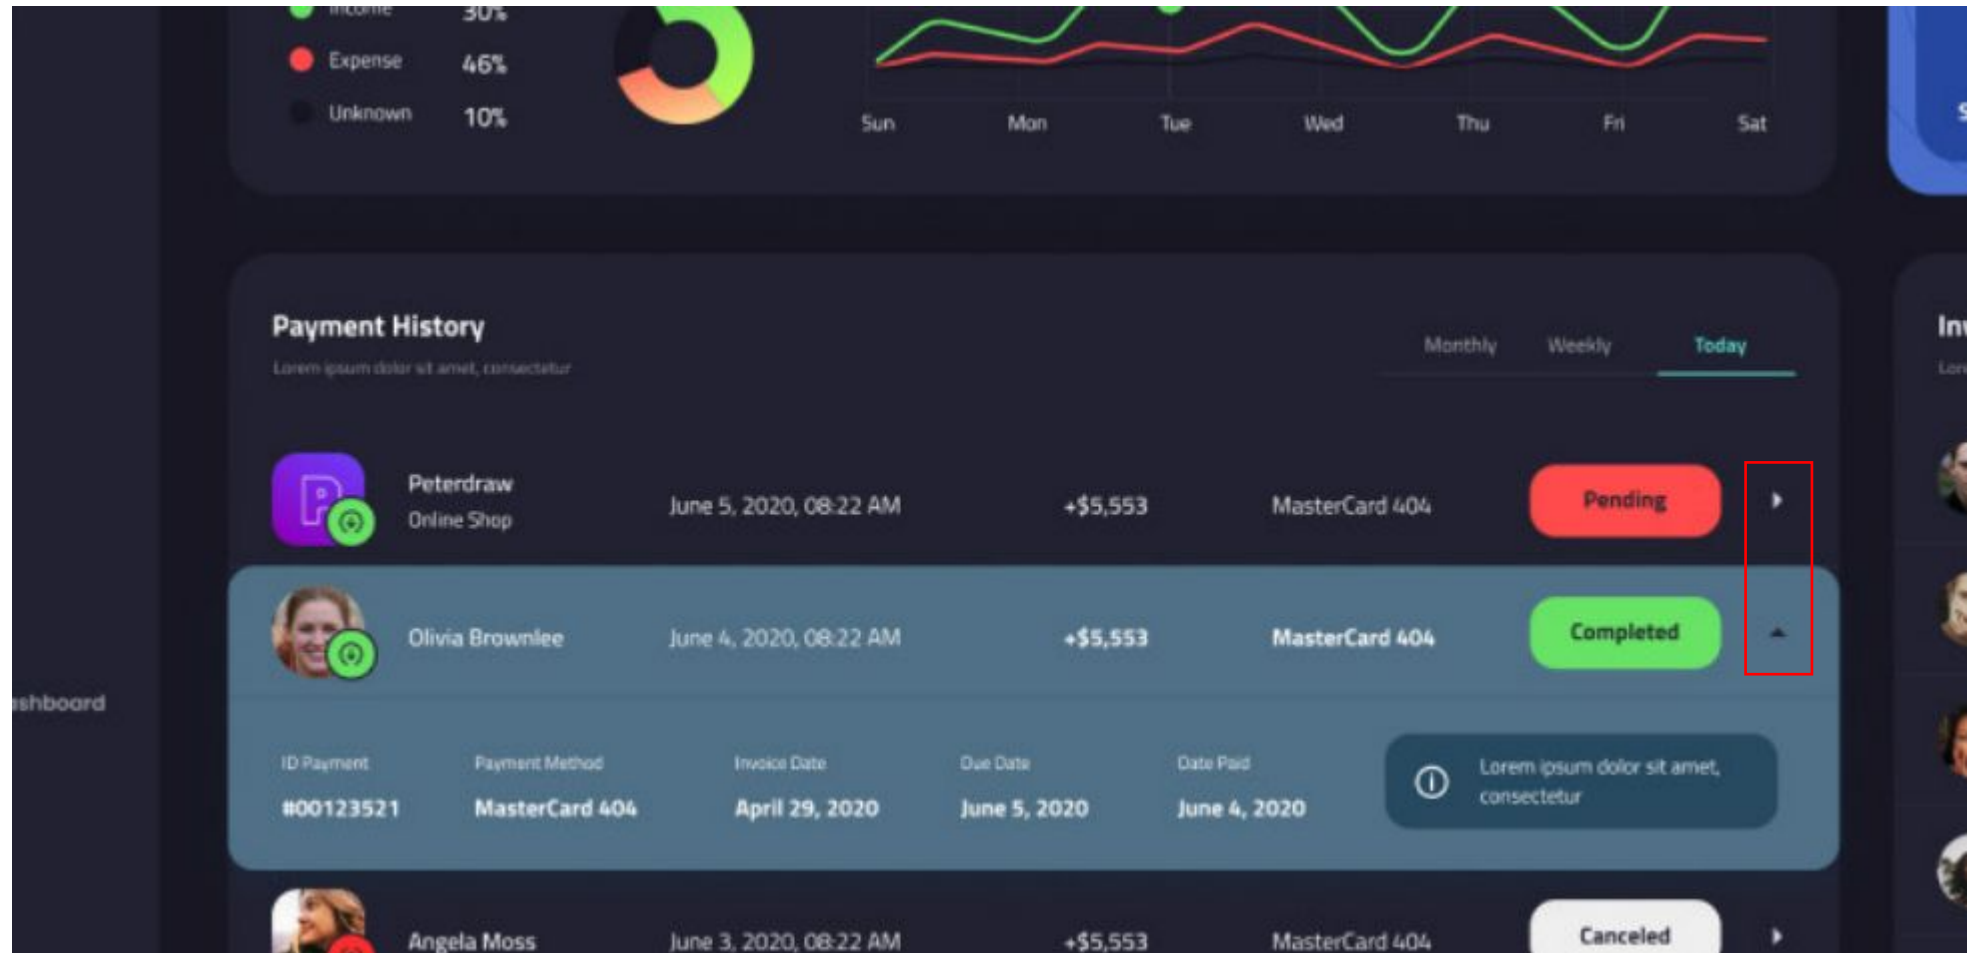 Income 30%
Expense 46%
Unknown 10%
Sun Mon Tue Wed Thu Fri Sat
Payment History
Lorem ipsum dolor sit amet, consectetur
Monthly Weekly Today
Peterdraw
Online Shop
June 5, 2020, 08:22 AM +$5,553 MasterCard 404 Pending
Olivia Brownlee June 4, 2020, 08:22 AM +$5,553 MasterCard 404 Completed
ashboard
ID Payment Payment Method Invoice Date Due Date Date Paid
#00123521 MasterCard 404 April 29, 2020 June 5, 2020 June 4, 2020
Lorem ipsum dolor sit amet,
consectetur
Angela Moss June 3, 2020, 08:22 AM +$5,553 MasterCard 404 Canceled